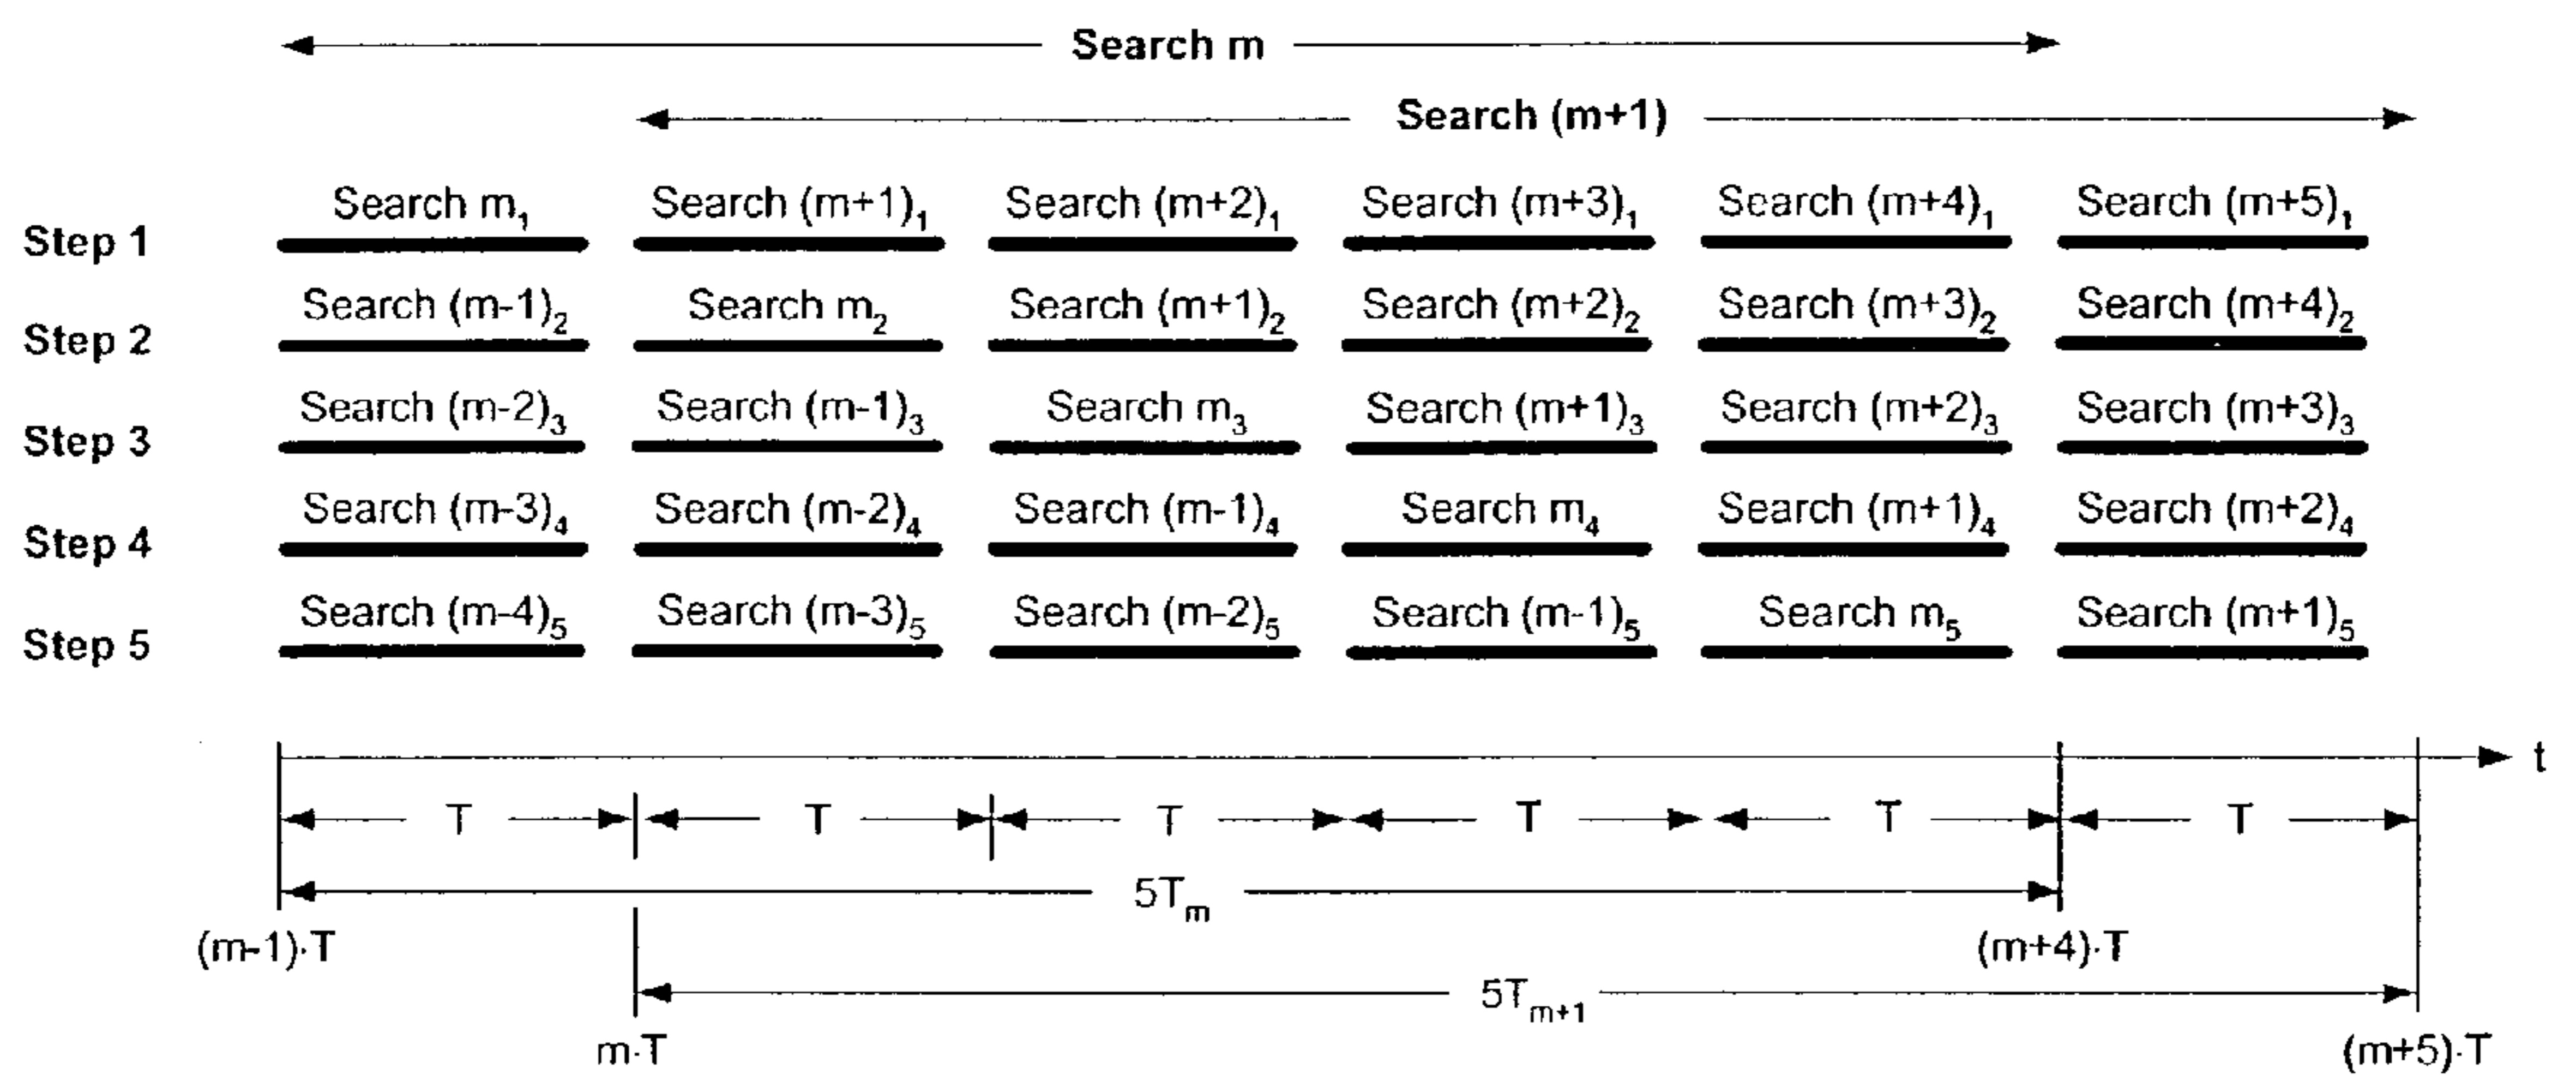 Search m
Search (m+1)
Search m₁ Search (m+1)₁ Search (m+2)₁ Search (m+3)₁ Search (m+4)₁ Search (m+5)₁
Step 1
Search (m-1)₂ Search m₂ Search (m+1)₂ Search (m+2)₂ Search (m+3)₂ Search (m+4)₂
Step 2
Search (m-2)₃ Search (m-1)₃ Search m₃ Search (m+1)₃ Search (m+2)₃ Search (m+3)₃
Step 3
Search (m-3)₄ Search (m-2)₄ Search (m-1)₄ Search m₄ Search (m+1)₄ Search (m+2)₄
Step 4
Search (m-4)₅ Search (m-3)₅ Search (m-2)₅ Search (m-1)₅ Search m₅ Search (m+1)₅
Step 5
t
T T T T T T
5Tₘ
(m-1)·T (m+4)·T
5Tₘ₊₁
m·T (m+5)·T